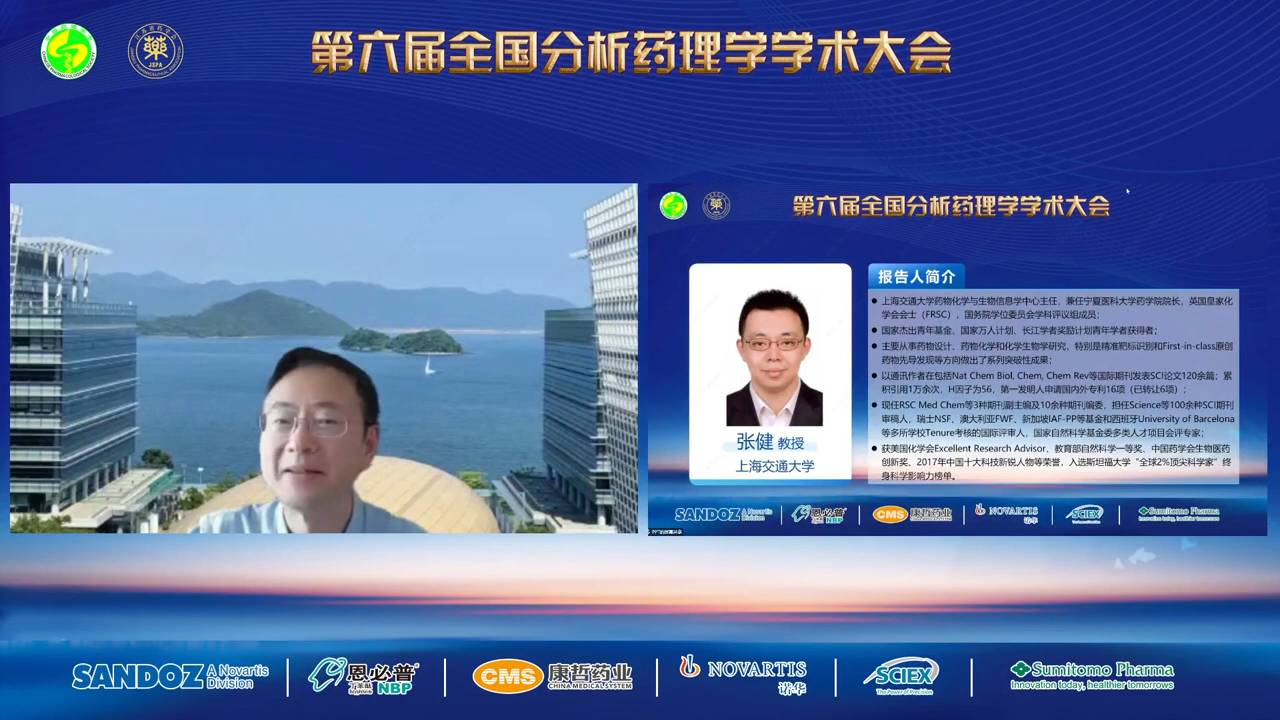 第六届全国分析药理学学术大会
JSPA
第六届全国分析药理学学术大会
报告人简介
上海交通大学药物化学与生物信息学中心主任，兼任宁夏医科大学药学院院长，英国皇家化
学会会士（FRSC），国务院学位委员会学科评议组成员；
国家杰出青年基金、国家万人计划、长江学者奖励计划青年学者获得者；
主要从事药物设计、药物化学和化学生物学研究，特别是精准靶标识别和First-in-class原创
药物先导发现等方向做出了系列突破性成果；
以通讯作者在包括Nat Chem Biol, Chem, Chem Rev等国际期刊发表SCI论文120余篇；累
积引用1万余次，H因子为56，第一发明人申请国内外专利16项（已转让6项）；
现任RSC Med Chem等3种期刊副主编及10余种期刊编委，担任Science等100余种SCI期刊
审稿人，瑞士NSF、澳大利亚FWF、新加坡IAF-PP等基金和西班牙University of Barcelona
等多所学校Tenure考核的国际评审人，国家自然科学基金委多类人才项目会评专家；
获美国化学会Excellent Research Advisor、教育部自然科学一等奖、中国药学会生物医药
创新奖、2017年中国十大科技新锐人物等荣誉，入选斯坦福大学“全球2%顶尖科学家”终
身科学影响力榜单。
张健 教授
上海交通大学
SANDOZ A Novartis Division
恩必普 NBP
CMS 康哲药业
NOVARTIS 诺华
SCIEX
Sumitomo Pharma
Innovation today, healthier tomorrows
SANDOZ A Novartis Division
恩必普 NBP
CMS 康哲药业 CHINA MEDICAL SYSTEM
NOVARTIS 诺华
SCIEX The Power of Precision
Sumitomo Pharma
Innovation today, healthier tomorrows